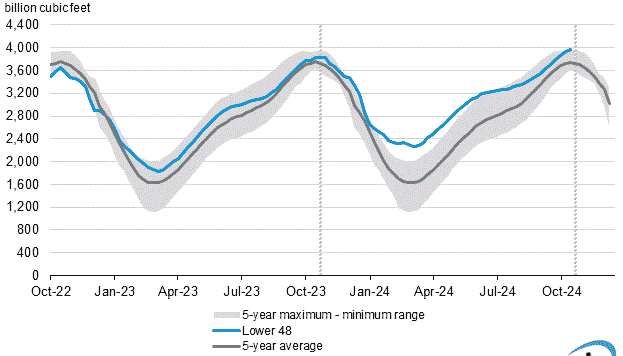 billion cubic feet
4,400
4,000
3,600
3,200
2,800
2,400
2,000
1,600
1,200
800
400
0
Oct-22 Jan-23 Apr-23 Jul-23 Oct-23 Jan-24 Apr-24 Jul-24 Oct-24
5-year maximum - minimum range
Lower 48
5-year average